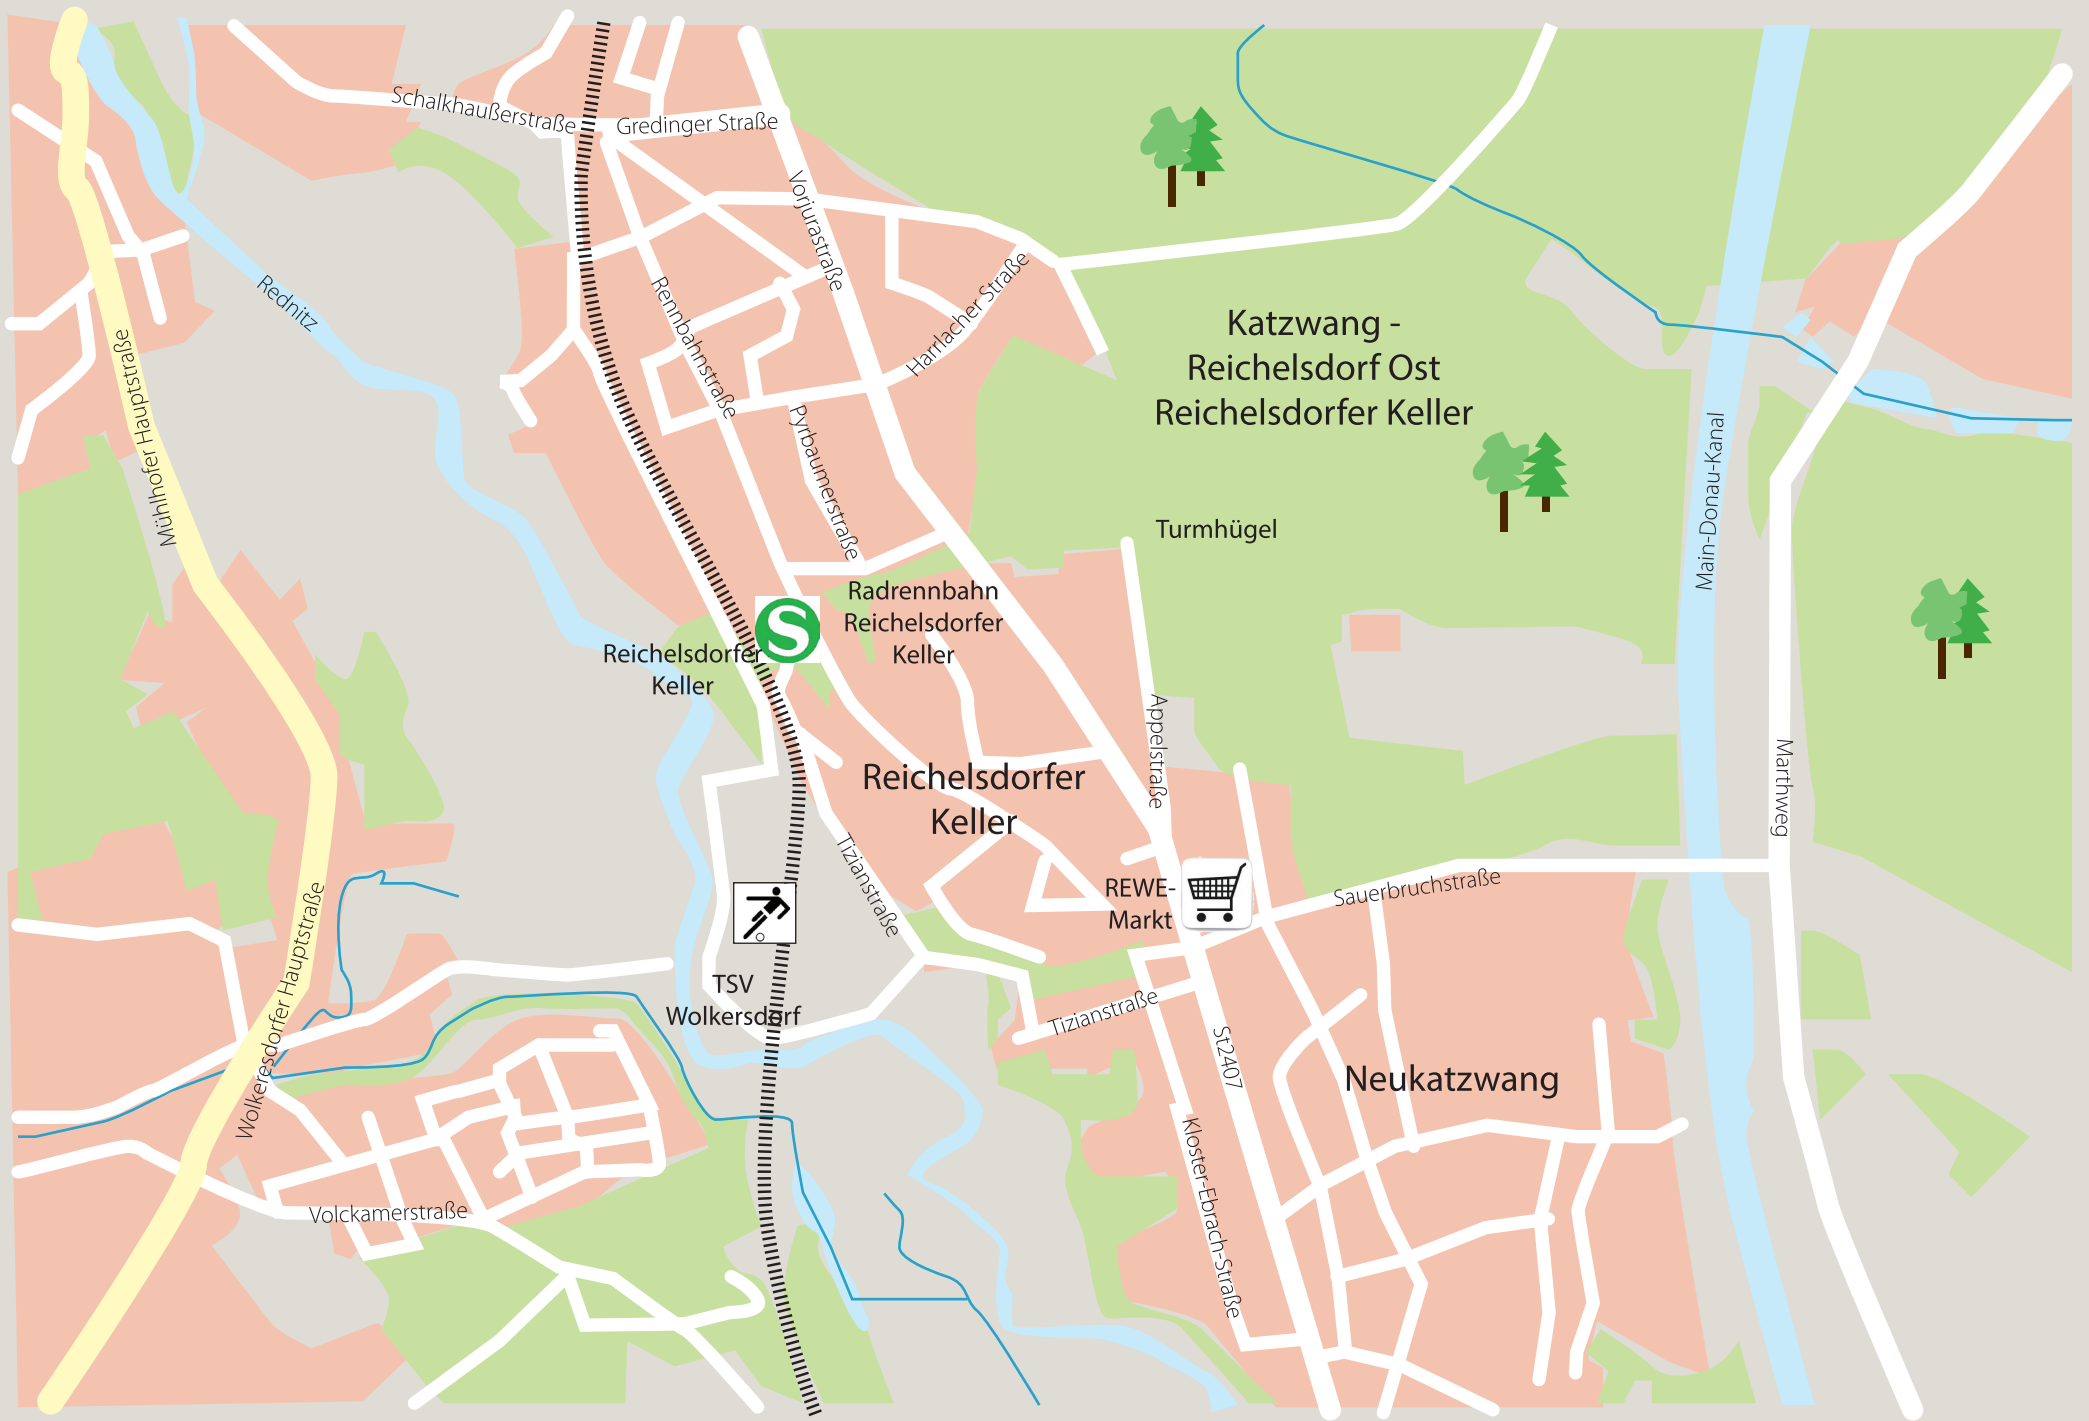 Schalkhaußerstraße
Gredinger Straße
Vorjurastraße
Rednitz
Rennbahnstraße
Harrlacher Straße
Katzwang -
Reichelsdorf Ost
Reichelsdorfer Keller
Mühlhofer Hauptstraße
Pyrbaumerstraße
Main-Donau-Kanal
Turmhügel
Radrennbahn
Reichelsdorfer
Keller
S
Reichelsdorfer
Keller
Appelstraße
Marthweg
Reichelsdorfer
Keller
Tizianstraße
REWE-
Markt
Sauerbruchstraße
Wolkeresdorfer Hauptstraße
TSV
Wolkersdorf
Tizianstraße
St2407
Neukatzwang
Kloster-Ebrach-Straße
Volckamerstraße